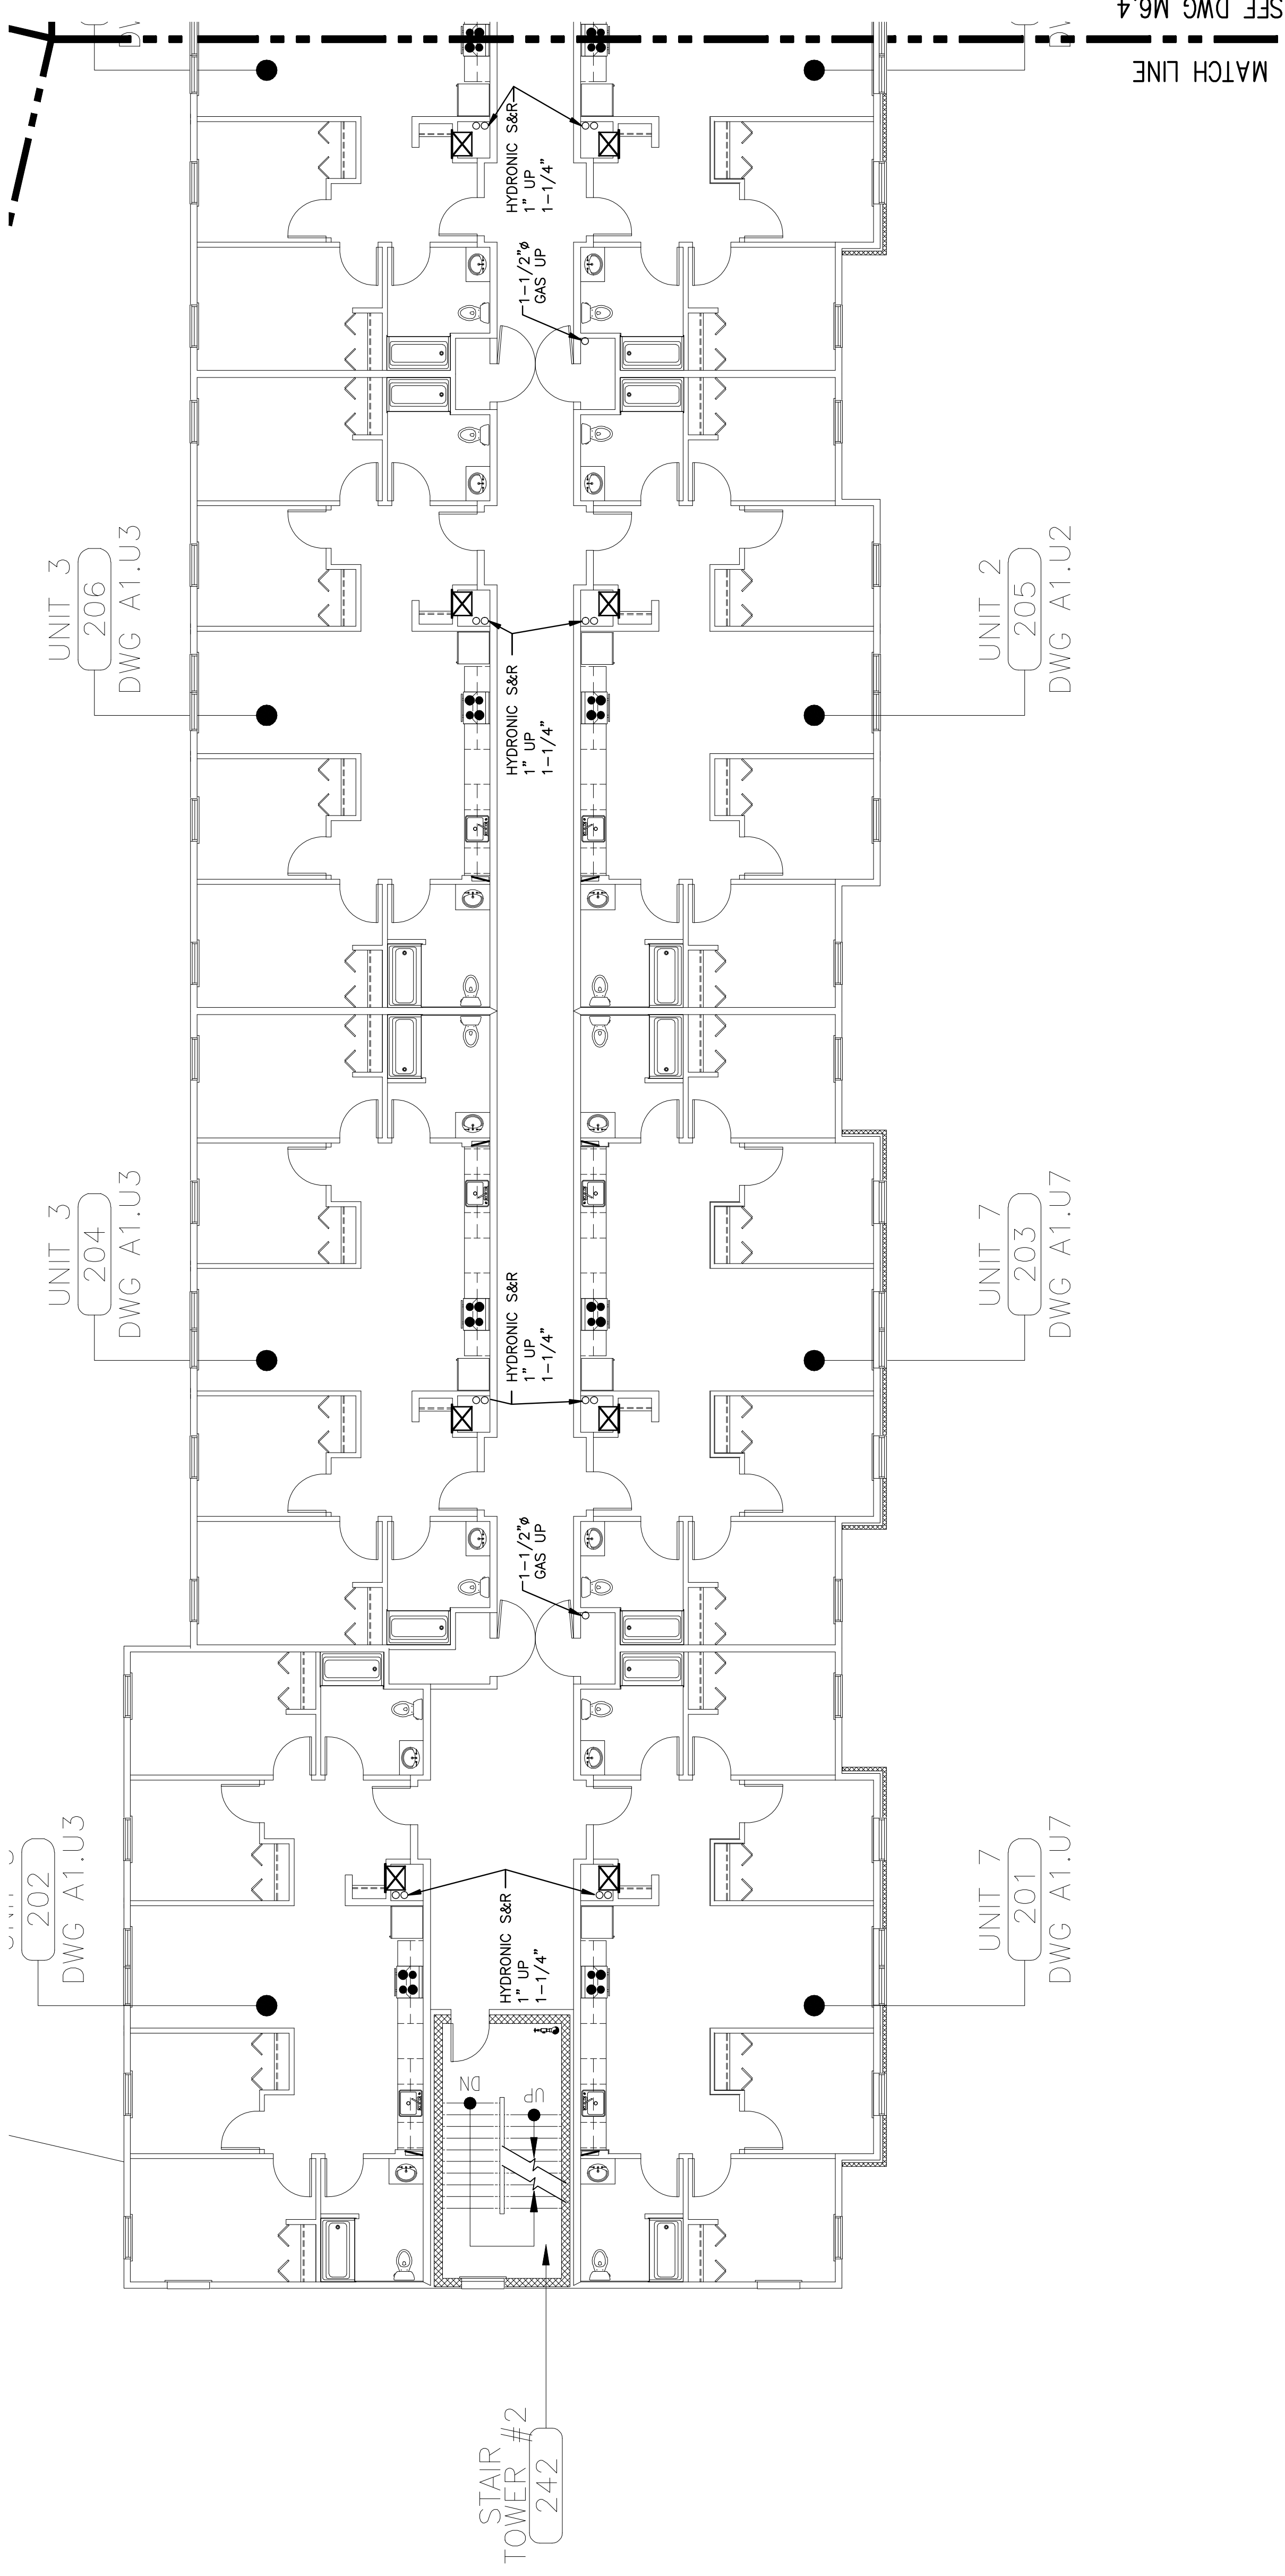 SEE DWG M6.4
MATCH LINE
HYDRONIC S&R
1" UP
1-1/4"
1-1/2"ø
GAS UP
UNIT 3
206
DWG A1.U3
UNIT 2
205
DWG A1.U2
HYDRONIC S&R
1" UP
1-1/4"
UNIT 3
204
DWG A1.U3
UNIT 7
203
DWG A1.U7
HYDRONIC S&R
1" UP
1-1/4"
1-1/2"ø
GAS UP
202
DWG A1.U3
UNIT 7
201
DWG A1.U7
HYDRONIC S&R
1" UP
1-1/4"
DN
UP
STAIR
TOWER #2
242